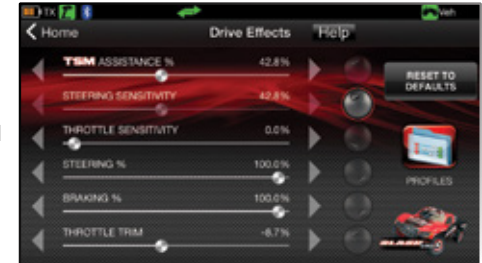 TX Veh
Home Drive Effects Help
TSM ASSISTANCE % 42.8%
RESET TO DEFAULTS
STEERING SENSITIVITY 42.8%
THROTTLE SENSITIVITY 0.0%
STEERING % 100.0%
PROFILES
BRAKING % 100.0%
THROTTLE TRIM -8.7%
SLASH